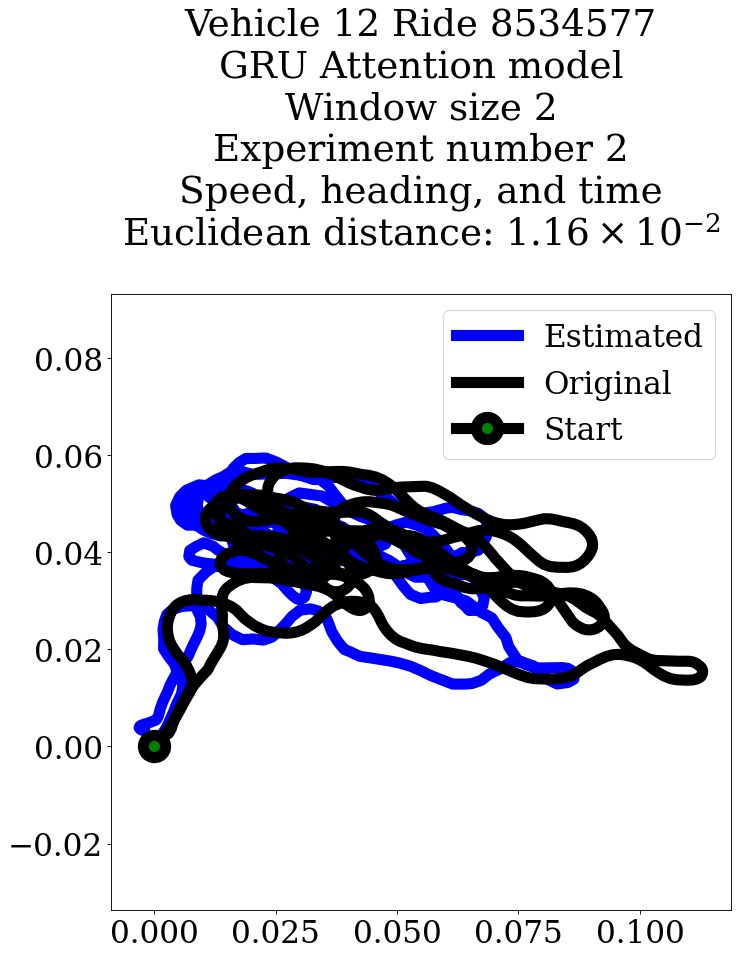 Vehicle 12 Ride 8534577
GRU Attention model
Window size 2
Experiment number 2
Speed, heading, and time
Euclidean distance: 1.16 × 10⁻²
Estimated
Original
Start
0.08
0.06
0.04
0.02
0.00
−0.02
0.000 0.025 0.050 0.075 0.100